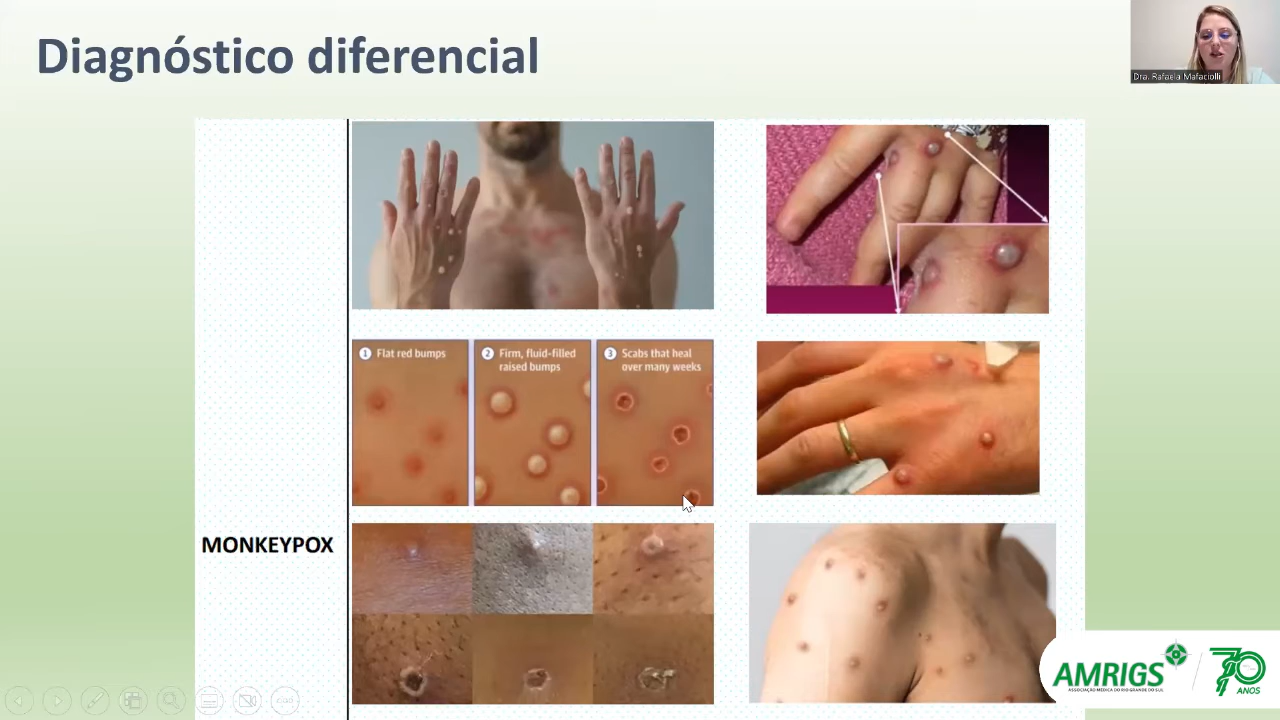 Diagnóstico diferencial
Dra. Rafaela Mafaciolli
1 Flat red bumps
2 Firm, fluid-filled
raised bumps
3 Scabs that heal
over many weeks
MONKEYPOX
AMRIGS
ASSOCIAÇÃO MÉDICA DO RIO GRANDE DO SUL
70
ANOS